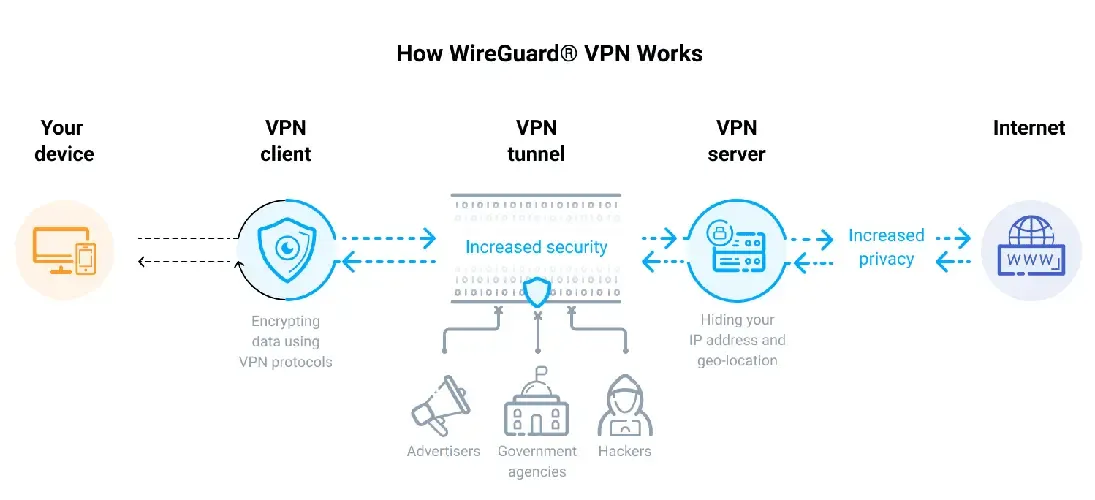 How WireGuard® VPN Works
Your
device
VPN
client
VPN
tunnel
VPN
server
Internet
Increased security
Increased
privacy
WWW
Encrypting
data using
VPN protocols
Hiding your
IP address and
geo-location
Advertisers
Government
agencies
Hackers